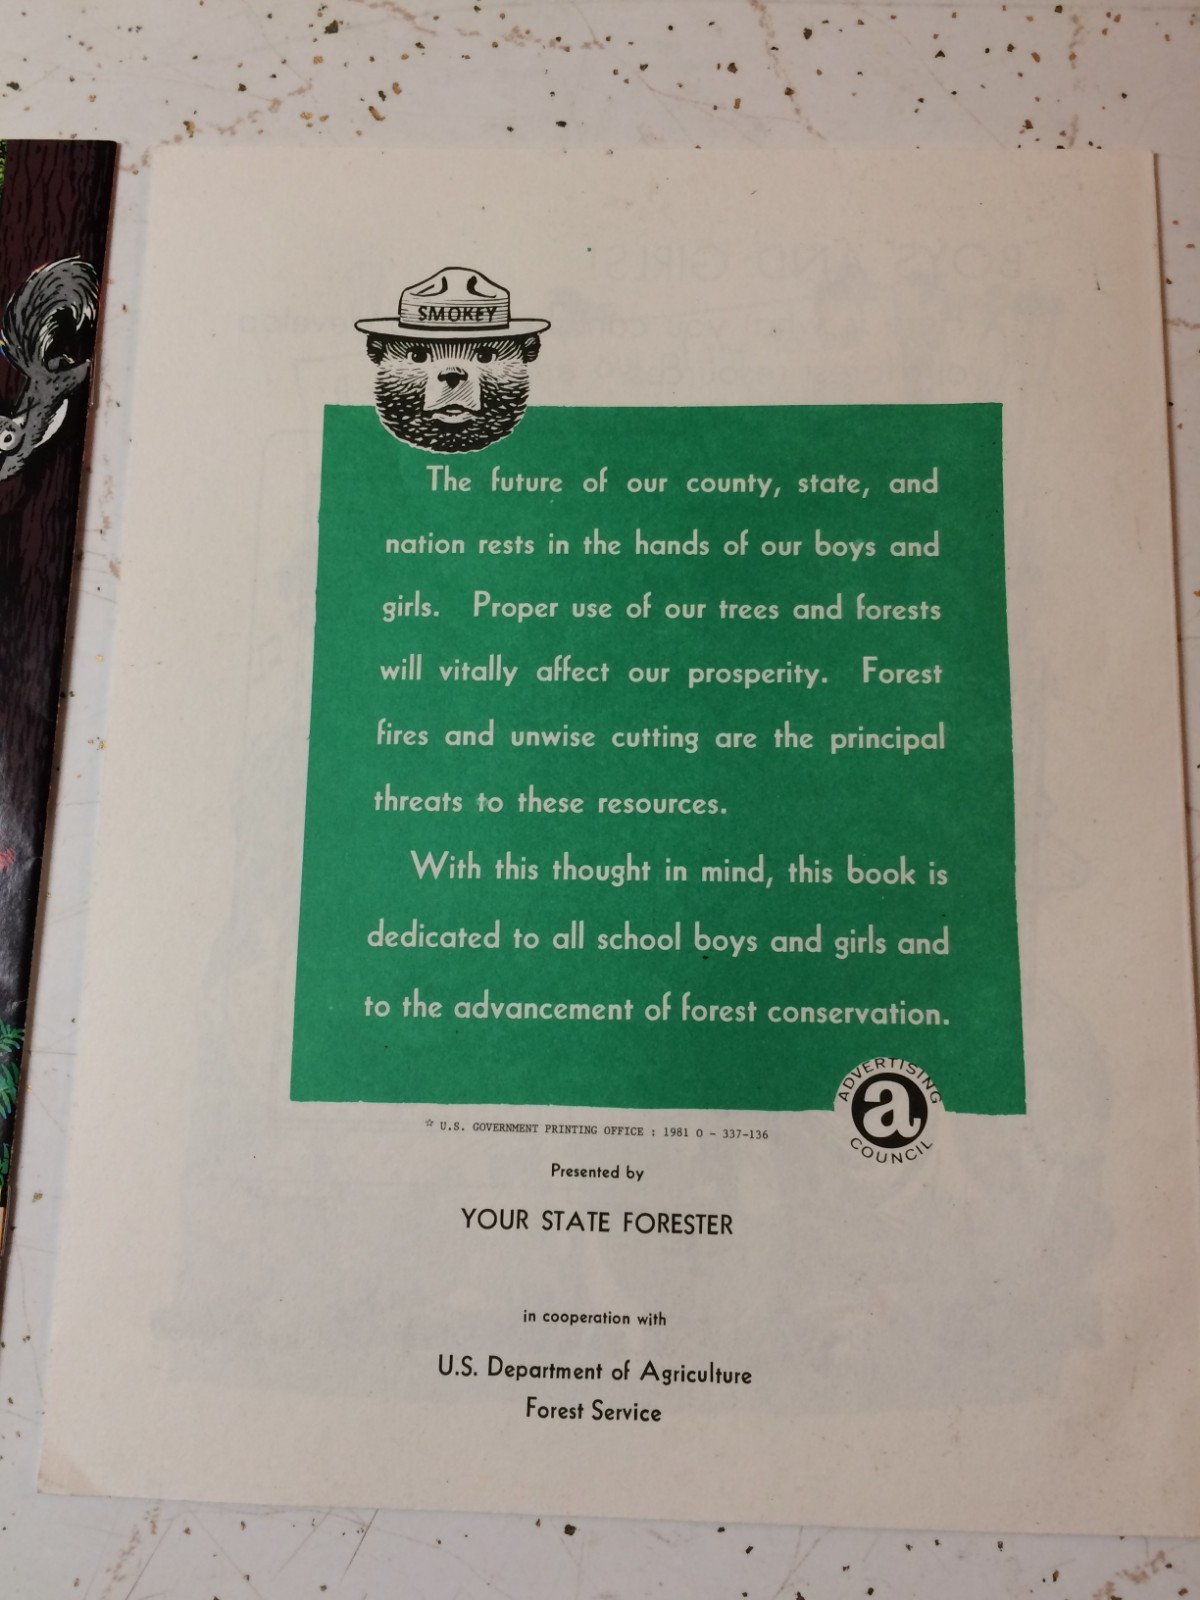 SMOKEY
The future of our county, state, and
nation rests in the hands of our boys and
girls. Proper use of our trees and forests
will vitally affect our prosperity. Forest
fires and unwise cutting are the principal
threats to these resources.
With this thought in mind, this book is
dedicated to all school boys and girls and
to the advancement of forest conservation.
ADVERTISING
a
COUNCIL
☆ U.S. GOVERNMENT PRINTING OFFICE : 1981 O - 337-136
Presented by
YOUR STATE FORESTER
in cooperation with
U.S. Department of Agriculture
Forest Service